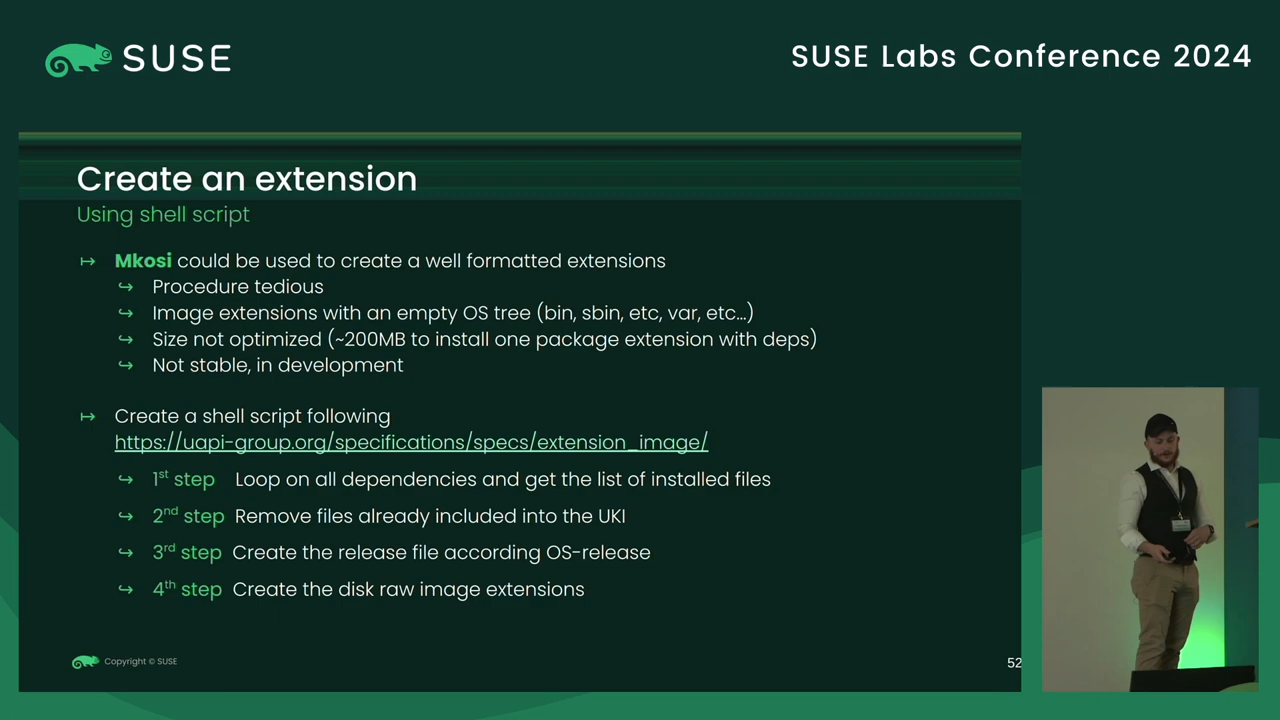 SUSE
SUSE Labs Conference 2024
Create an extension
Using shell script
↦ Mkosi could be used to create a well formatted extensions
↪ Procedure tedious
↪ Image extensions with an empty OS tree (bin, sbin, etc, var, etc…)
↪ Size not optimized (~200MB to install one package extension with deps)
↪ Not stable, in development
↦ Create a shell script following
https://uapi-group.org/specifications/specs/extension_image/
↪ 1st step Loop on all dependencies and get the list of installed files
↪ 2nd step Remove files already included into the UKI
↪ 3rd step Create the release file according OS-release
↪ 4th step Create the disk raw image extensions
Copyright © SUSE
52